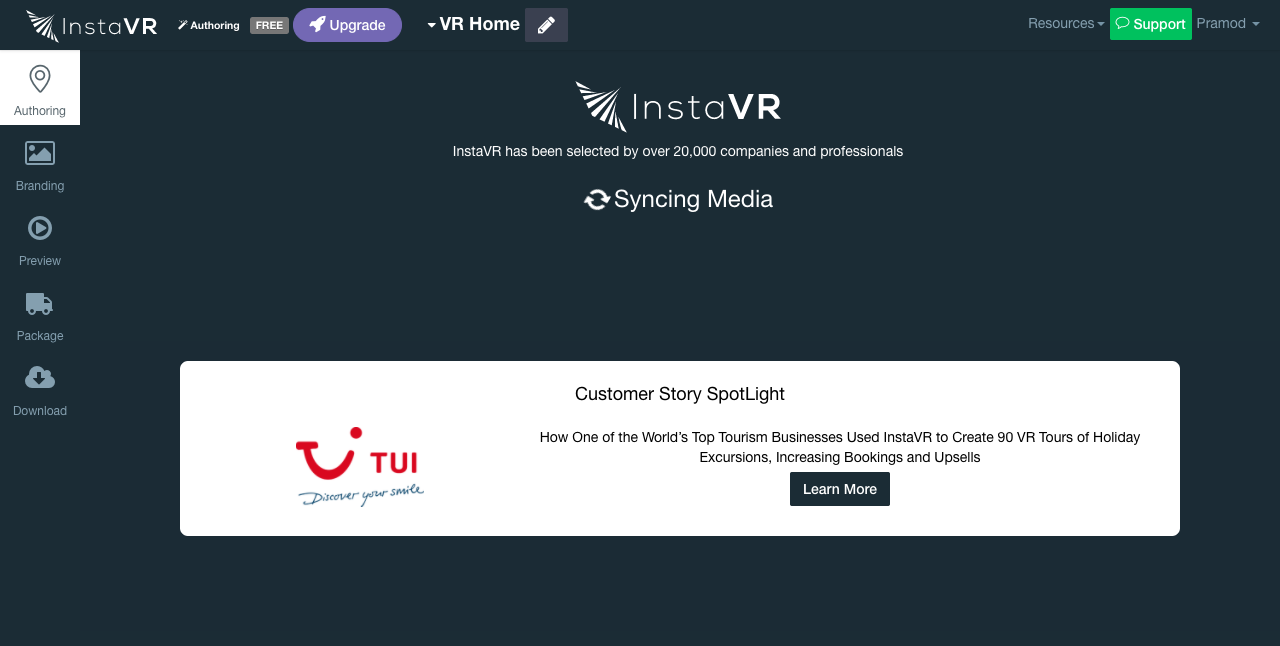 InstaVR
Authoring
FREE
Upgrade
VR Home
Resources
Support
Pramod
Authoring
Branding
Preview
Package
Download
InstaVR
InstaVR has been selected by over 20,000 companies and professionals
Syncing Media
Customer Story SpotLight
TUI
Discover your smile
How One of the World’s Top Tourism Businesses Used InstaVR to Create 90 VR Tours of Holiday
Excursions, Increasing Bookings and Upsells
Learn More